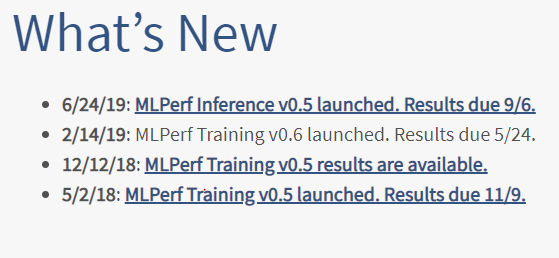 What’s New
6/24/19: MLPerf Inference v0.5 launched. Results due 9/6.
2/14/19: MLPerf Training v0.6 launched. Results due 5/24.
12/12/18: MLPerf Training v0.5 results are available.
5/2/18: MLPerf Training v0.5 launched. Results due 11/9.